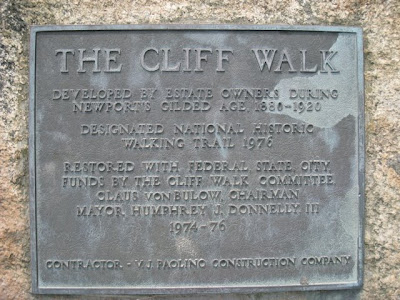 THE CLIFF WALK
DEVELOPED BY ESTATE OWNERS DURING
NEWPORT'S GILDED AGE, 1880-1920
DESIGNATED NATIONAL HISTORIC
WALKING TRAIL 1976
RESTORED WITH FEDERAL STATE, CITY
FUNDS BY THE CLIFF WALK COMMITTEE
CLAUS vonBULOW, CHAIRMAN
MAYOR, HUMPHREY J. DONNELLY III
1974-76
CONTRACTOR - M.J. PAOLINO CONSTRUCTION COMPANY